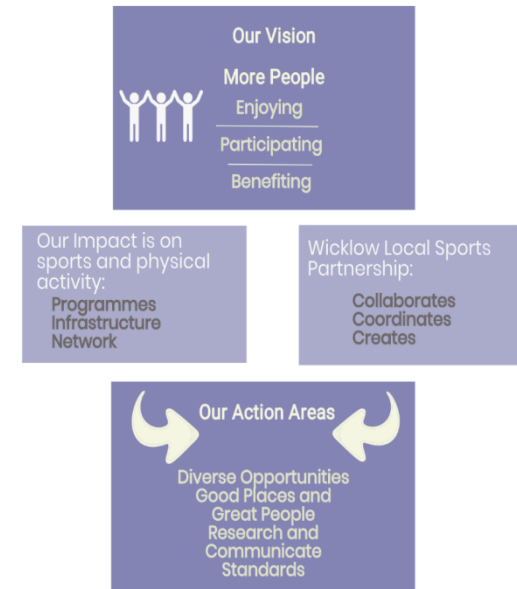 Our Vision
More People
Enjoying
Participating
Benefiting
Our Impact is on
sports and physical
activity:
Programmes
Infrastructure
Network
Wicklow Local Sports
Partnership:
Collaborates
Coordinates
Creates
Our Action Areas
Diverse Opportunities
Good Places and
Great People
Research and
Communicate
Standards